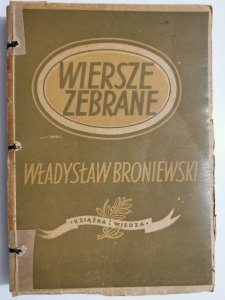 WIERSZE
ZEBRANE
WŁADYSŁAW BRONIEWSKI
• KSIĄŻKA I WIEDZA •